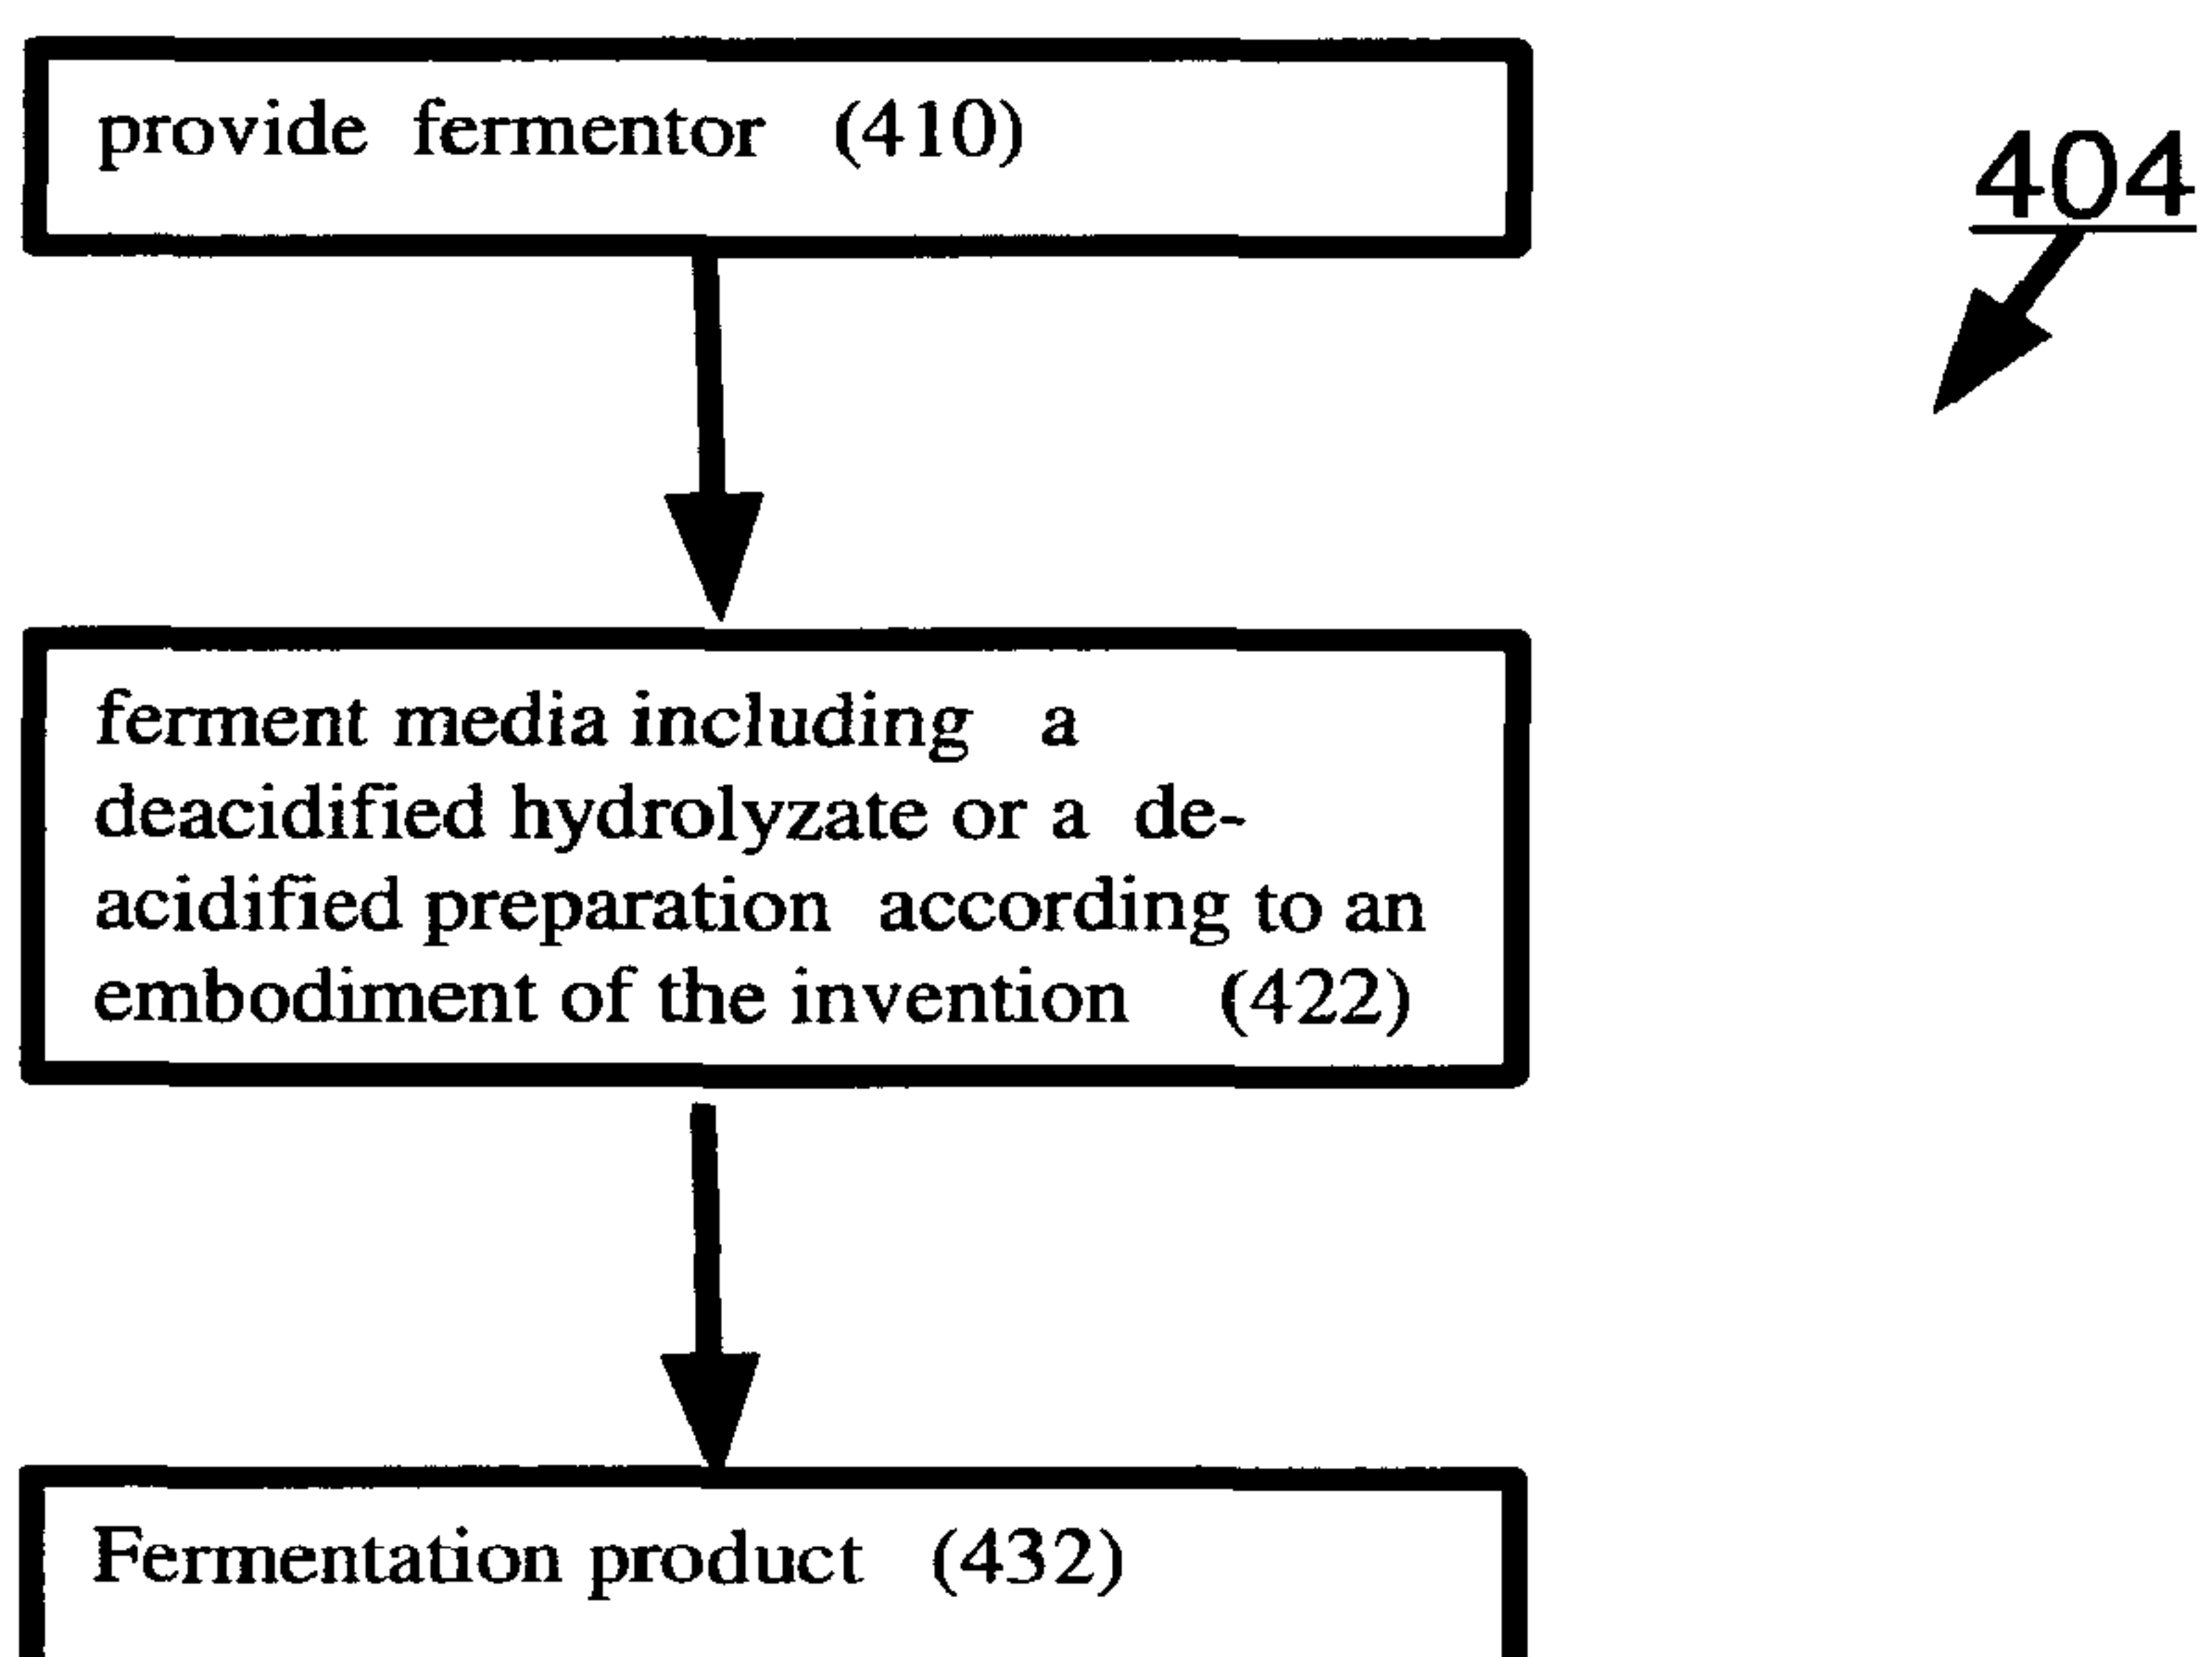 provide fermentor (410)
404
ferment media including a
deacidified hydrolyzate or a de-
acidified preparation according to an
embodiment of the invention (422)
Fermentation product (432)